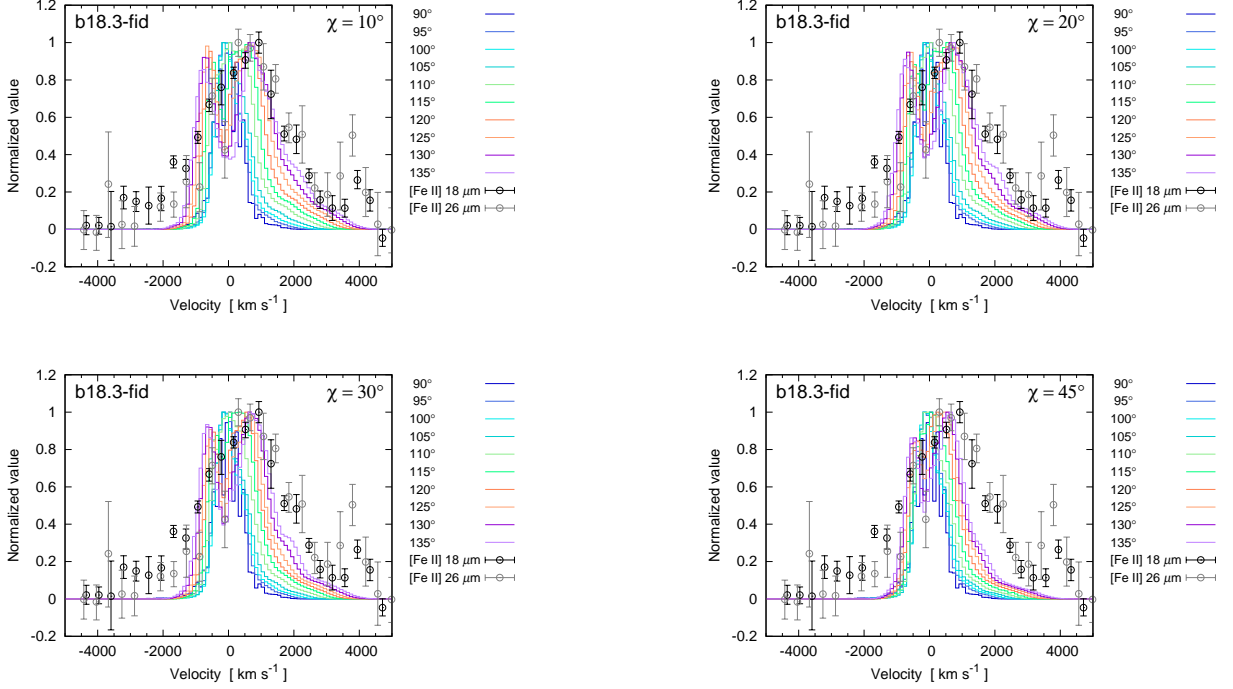 b18.3-fid
χ = 10°
Normalized value
1.2
1
0.8
0.6
0.4
0.2
0
-0.2
-4000 -2000 0 2000 4000
Velocity [ km s-1 ]
90°
95°
100°
105°
110°
115°
120°
125°
130°
135°
[Fe II] 18 μm
[Fe II] 26 μm
b18.3-fid
χ = 20°
Normalized value
1.2
1
0.8
0.6
0.4
0.2
0
-0.2
-4000 -2000 0 2000 4000
Velocity [ km s-1 ]
90°
95°
100°
105°
110°
115°
120°
125°
130°
135°
[Fe II] 18 μm
[Fe II] 26 μm
b18.3-fid
χ = 30°
Normalized value
1.2
1
0.8
0.6
0.4
0.2
0
-0.2
-4000 -2000 0 2000 4000
Velocity [ km s-1 ]
90°
95°
100°
105°
110°
115°
120°
125°
130°
135°
[Fe II] 18 μm
[Fe II] 26 μm
b18.3-fid
χ = 45°
Normalized value
1.2
1
0.8
0.6
0.4
0.2
0
-0.2
-4000 -2000 0 2000 4000
Velocity [ km s-1 ]
90°
95°
100°
105°
110°
115°
120°
125°
130°
135°
[Fe II] 18 μm
[Fe II] 26 μm